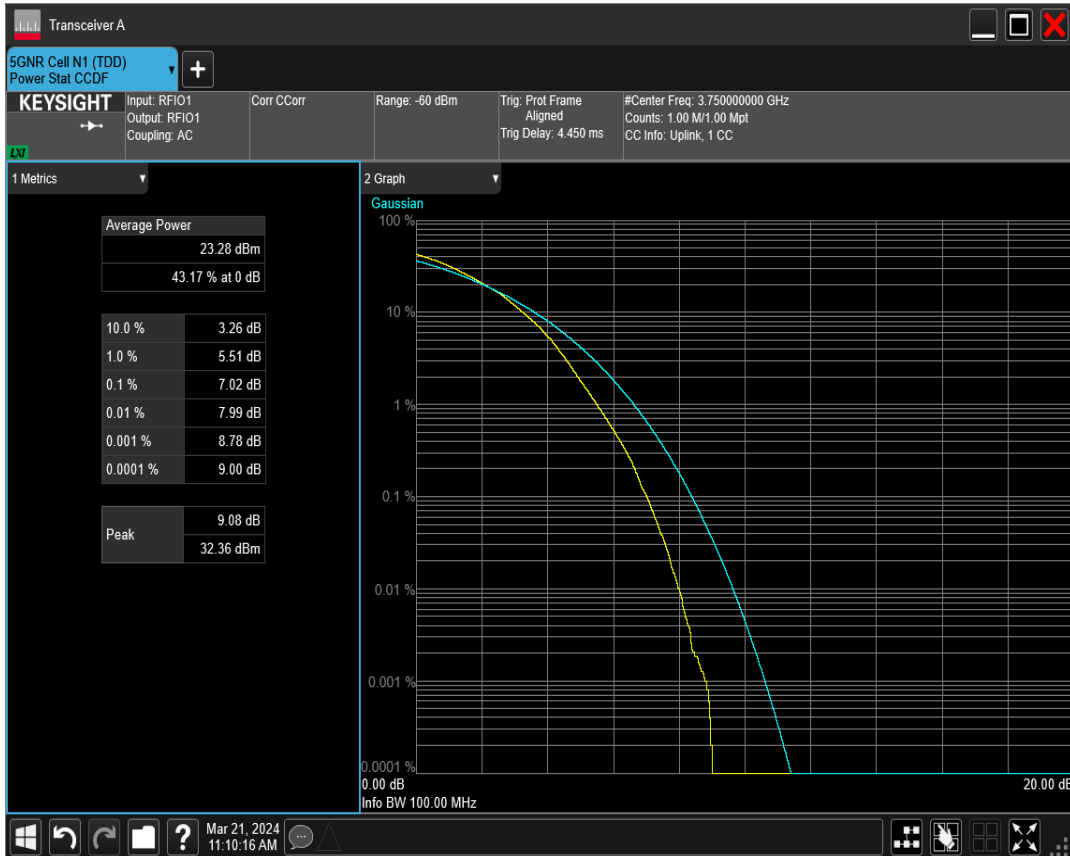 Transceiver A
5GNR Cell N1 (TDD)
Power Stat CCDF
+
KEYSIGHT
LXI
Input: RFIO1
Output: RFIO1
Coupling: AC
Corr CCorr
Range: -60 dBm
Trig: Prot Frame
Aligned
Trig Delay: 4.450 ms
#Center Freq: 3.750000000 GHz
Counts: 1.00 M/1.00 Mpt
CC Info: Uplink, 1 CC
1 Metrics
Average Power
23.28 dBm
43.17 % at 0 dB
10.0 % 3.26 dB
1.0 % 5.51 dB
0.1 % 7.02 dB
0.01 % 7.99 dB
0.001 % 8.78 dB
0.0001 % 9.00 dB
Peak
9.08 dB
32.36 dBm
2 Graph
Gaussian
100 %
10 %
1 %
0.1 %
0.01 %
0.001 %
0.0001 %
0.00 dB 20.00 dB
Info BW 100.00 MHz
?
Mar 21, 2024
11:10:16 AM